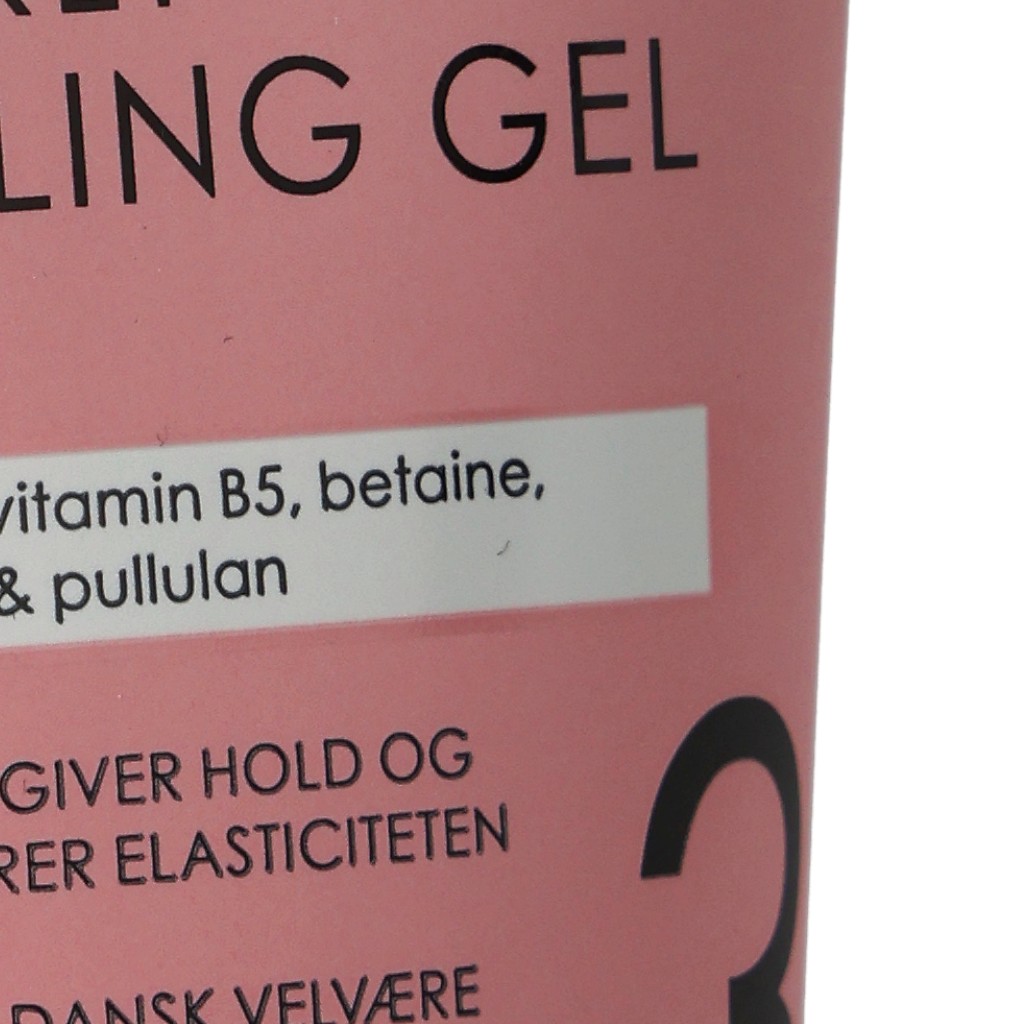 LING GEL
vitamin B5, betaine,
& pullulan
GIVER HOLD OG
RER ELASTICITETEN
3
DANSK VELVÆRE